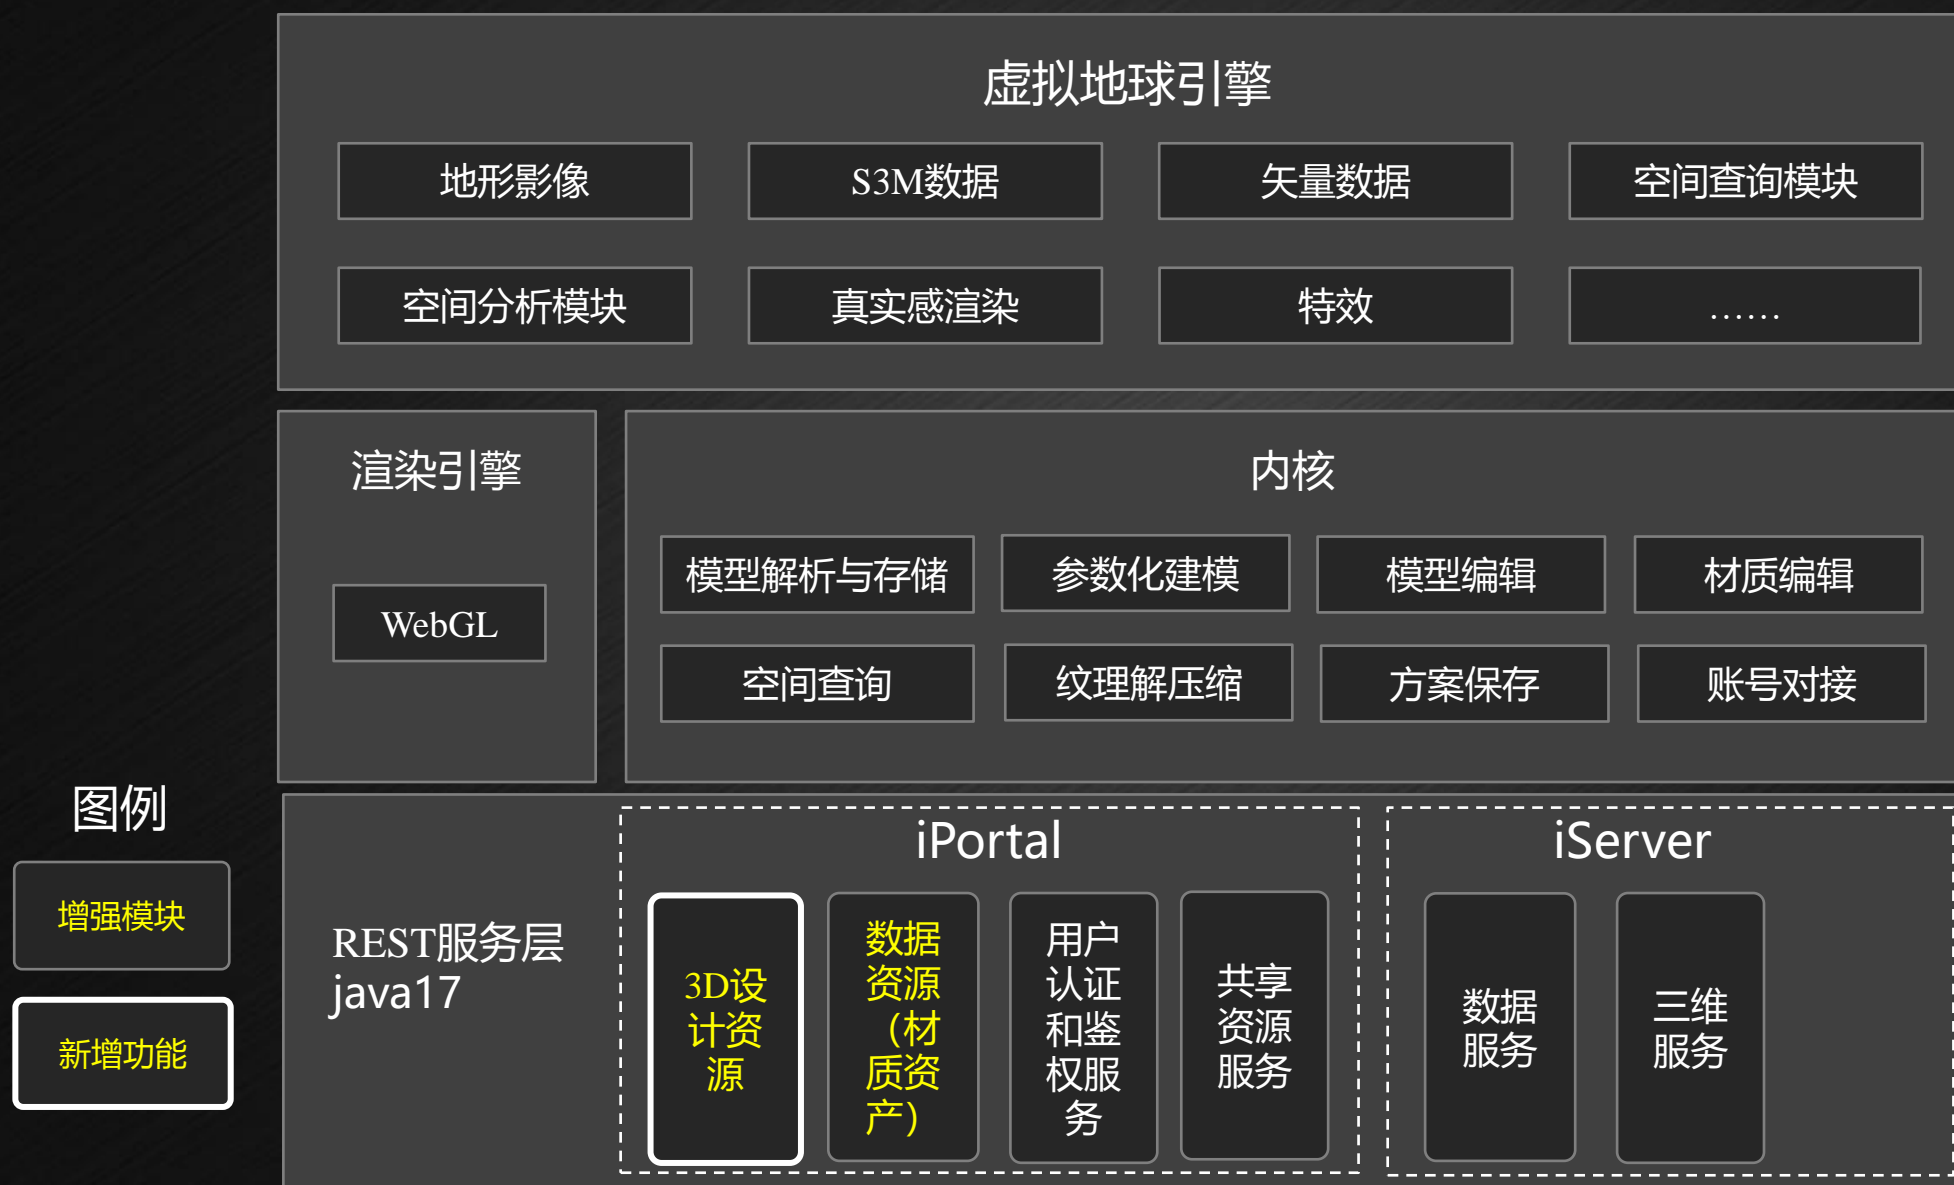 虚拟地球引擎
地形影像
S3M数据
矢量数据
空间查询模块
空间分析模块
真实感渲染
特效
……
渲染引擎
WebGL
内核
模型解析与存储
参数化建模
模型编辑
材质编辑
空间查询
纹理解压缩
方案保存
账号对接
图例
增强模块
新增功能
REST服务层
java17
iPortal
3D设
计资
源
数据
资源
（材
质资
产）
用户
认证
和鉴
权服
务
共享
资源
服务
iServer
数据
服务
三维
服务